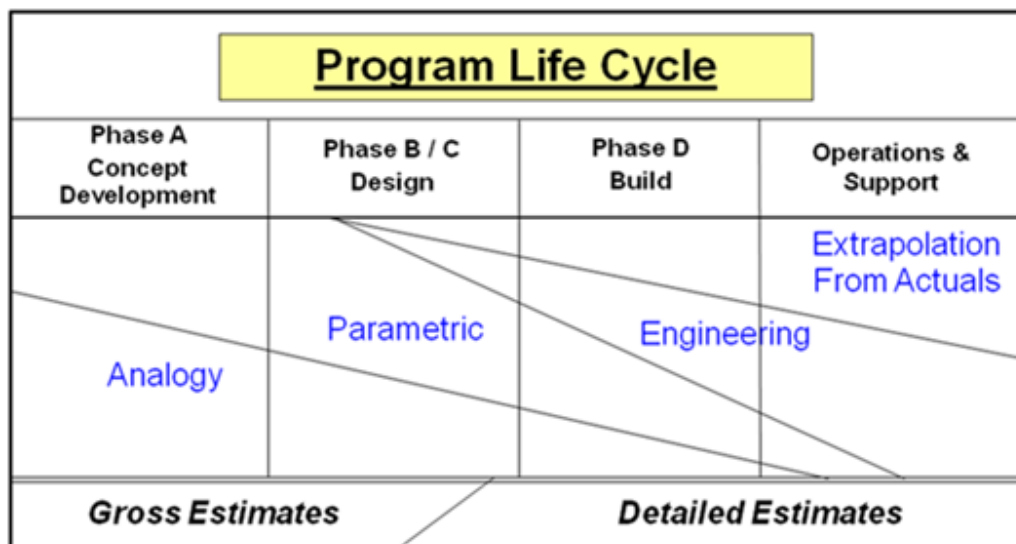 Program Life Cycle
Phase A
Concept
Development
Phase B / C
Design
Phase D
Build
Operations &
Support
Extrapolation
From Actuals
Parametric
Engineering
Analogy
Gross Estimates
Detailed Estimates